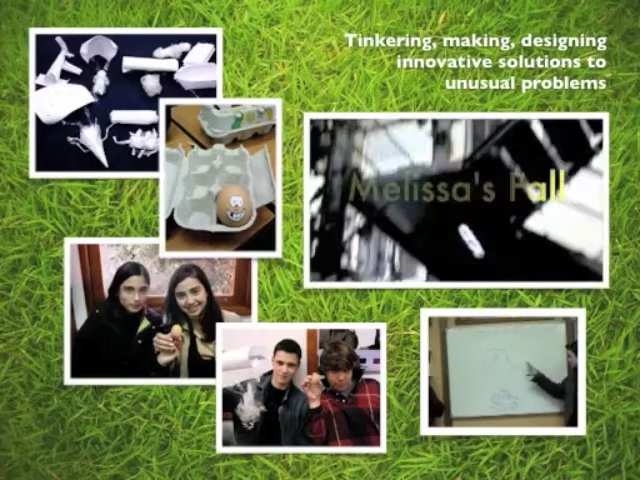 Tinkering, making, designing
innovative solutions to
unusual problems
Melissa's Fall